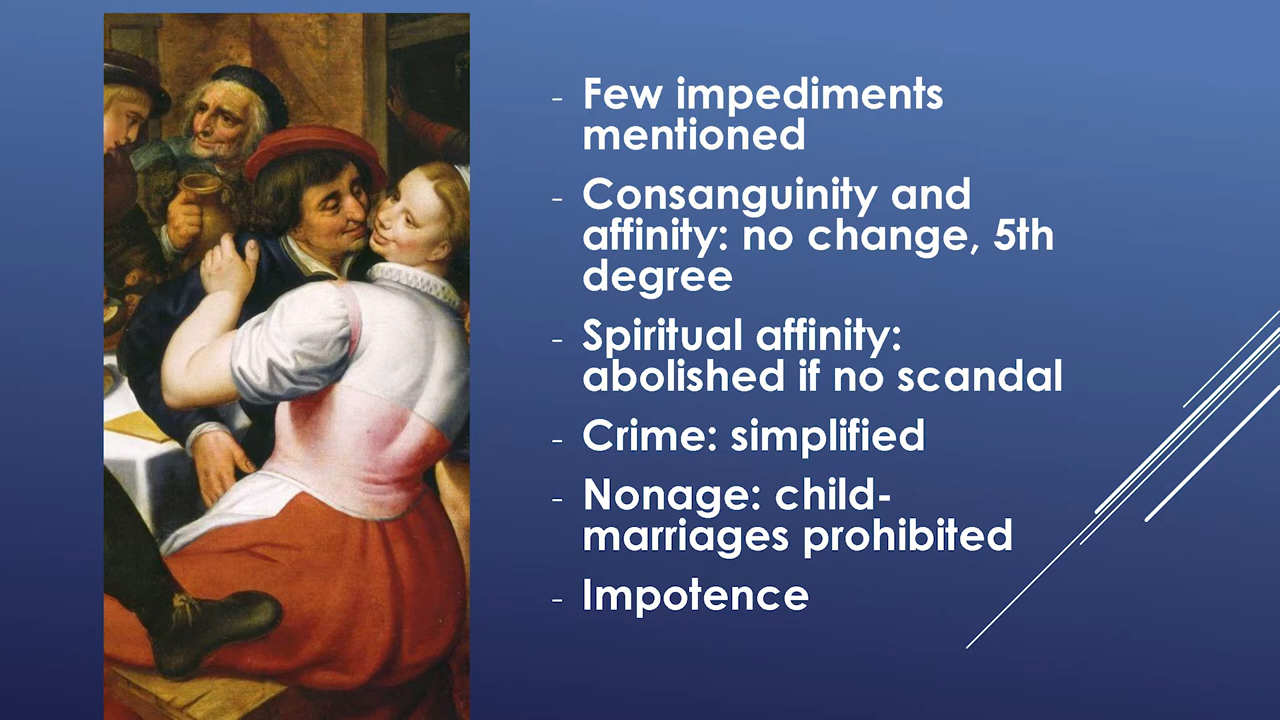 - Few impediments
mentioned
- Consanguinity and
affinity: no change, 5th
degree
- Spiritual affinity:
abolished if no scandal
- Crime: simplified
- Nonage: child-
marriages prohibited
- Impotence